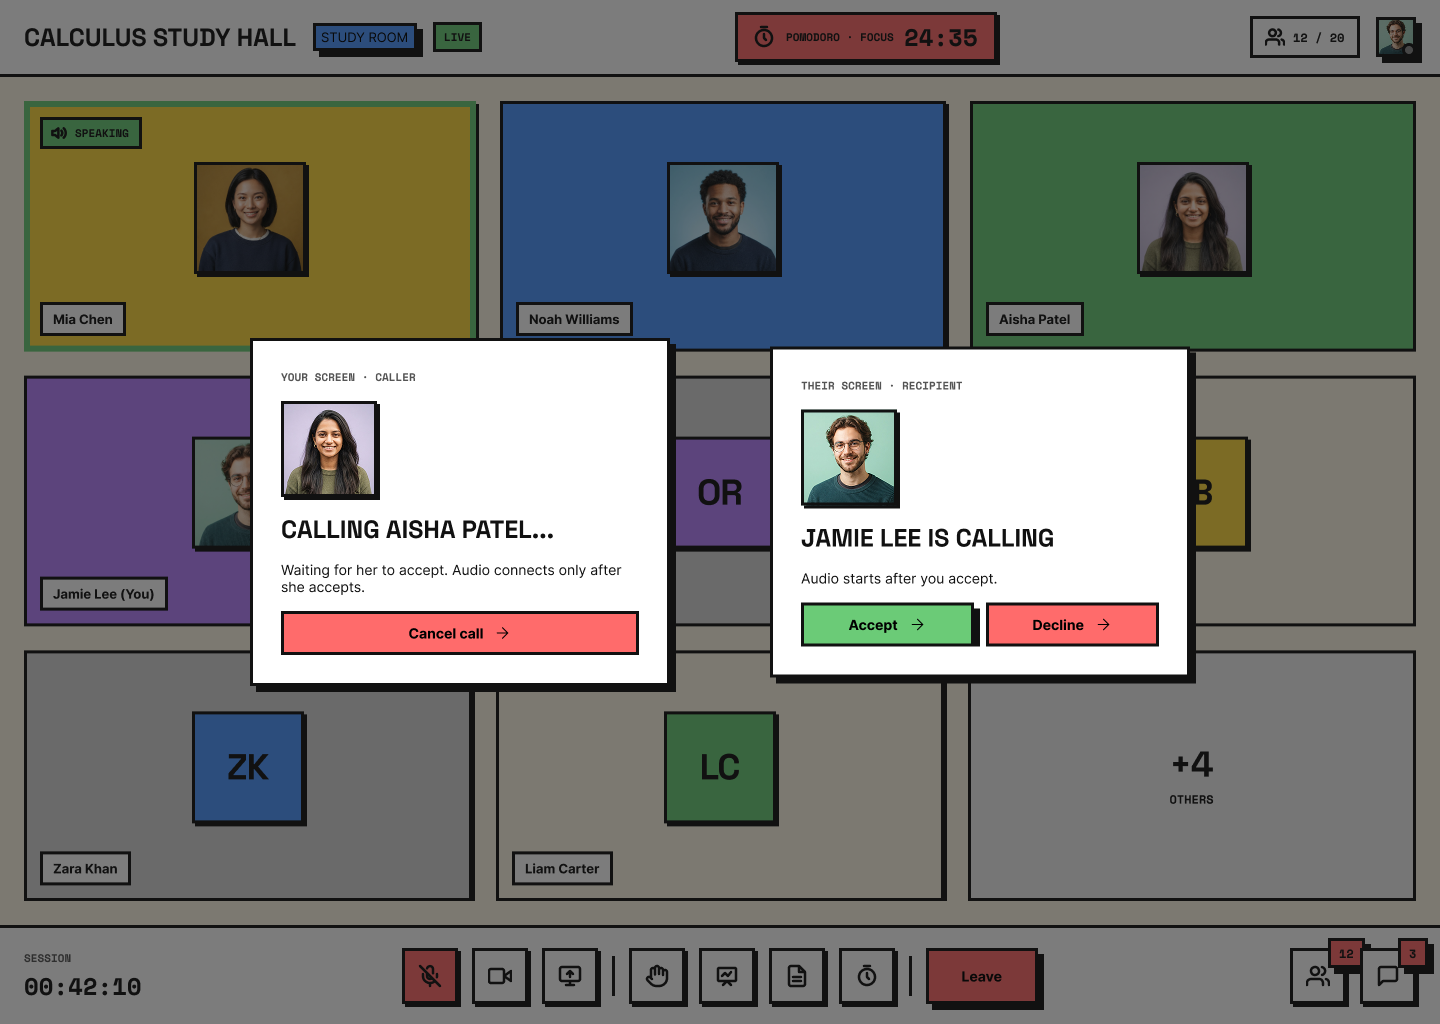 CALCULUS STUDY HALL
STUDY ROOM
LIVE
POMODORO · FOCUS 24:35
12 / 20
SPEAKING
Mia Chen
Noah Williams
Aisha Patel
YOUR SCREEN · CALLER
CALLING AISHA PATEL...
Waiting for her to accept. Audio connects only after
she accepts.
Cancel call →
THEIR SCREEN · RECIPIENT
JAMIE LEE IS CALLING
Audio starts after you accept.
Accept →
Decline →
Jamie Lee (You)
OR
B
ZK
Zara Khan
LC
Liam Carter
+4
OTHERS
SESSION
00:42:10
Leave
12
3